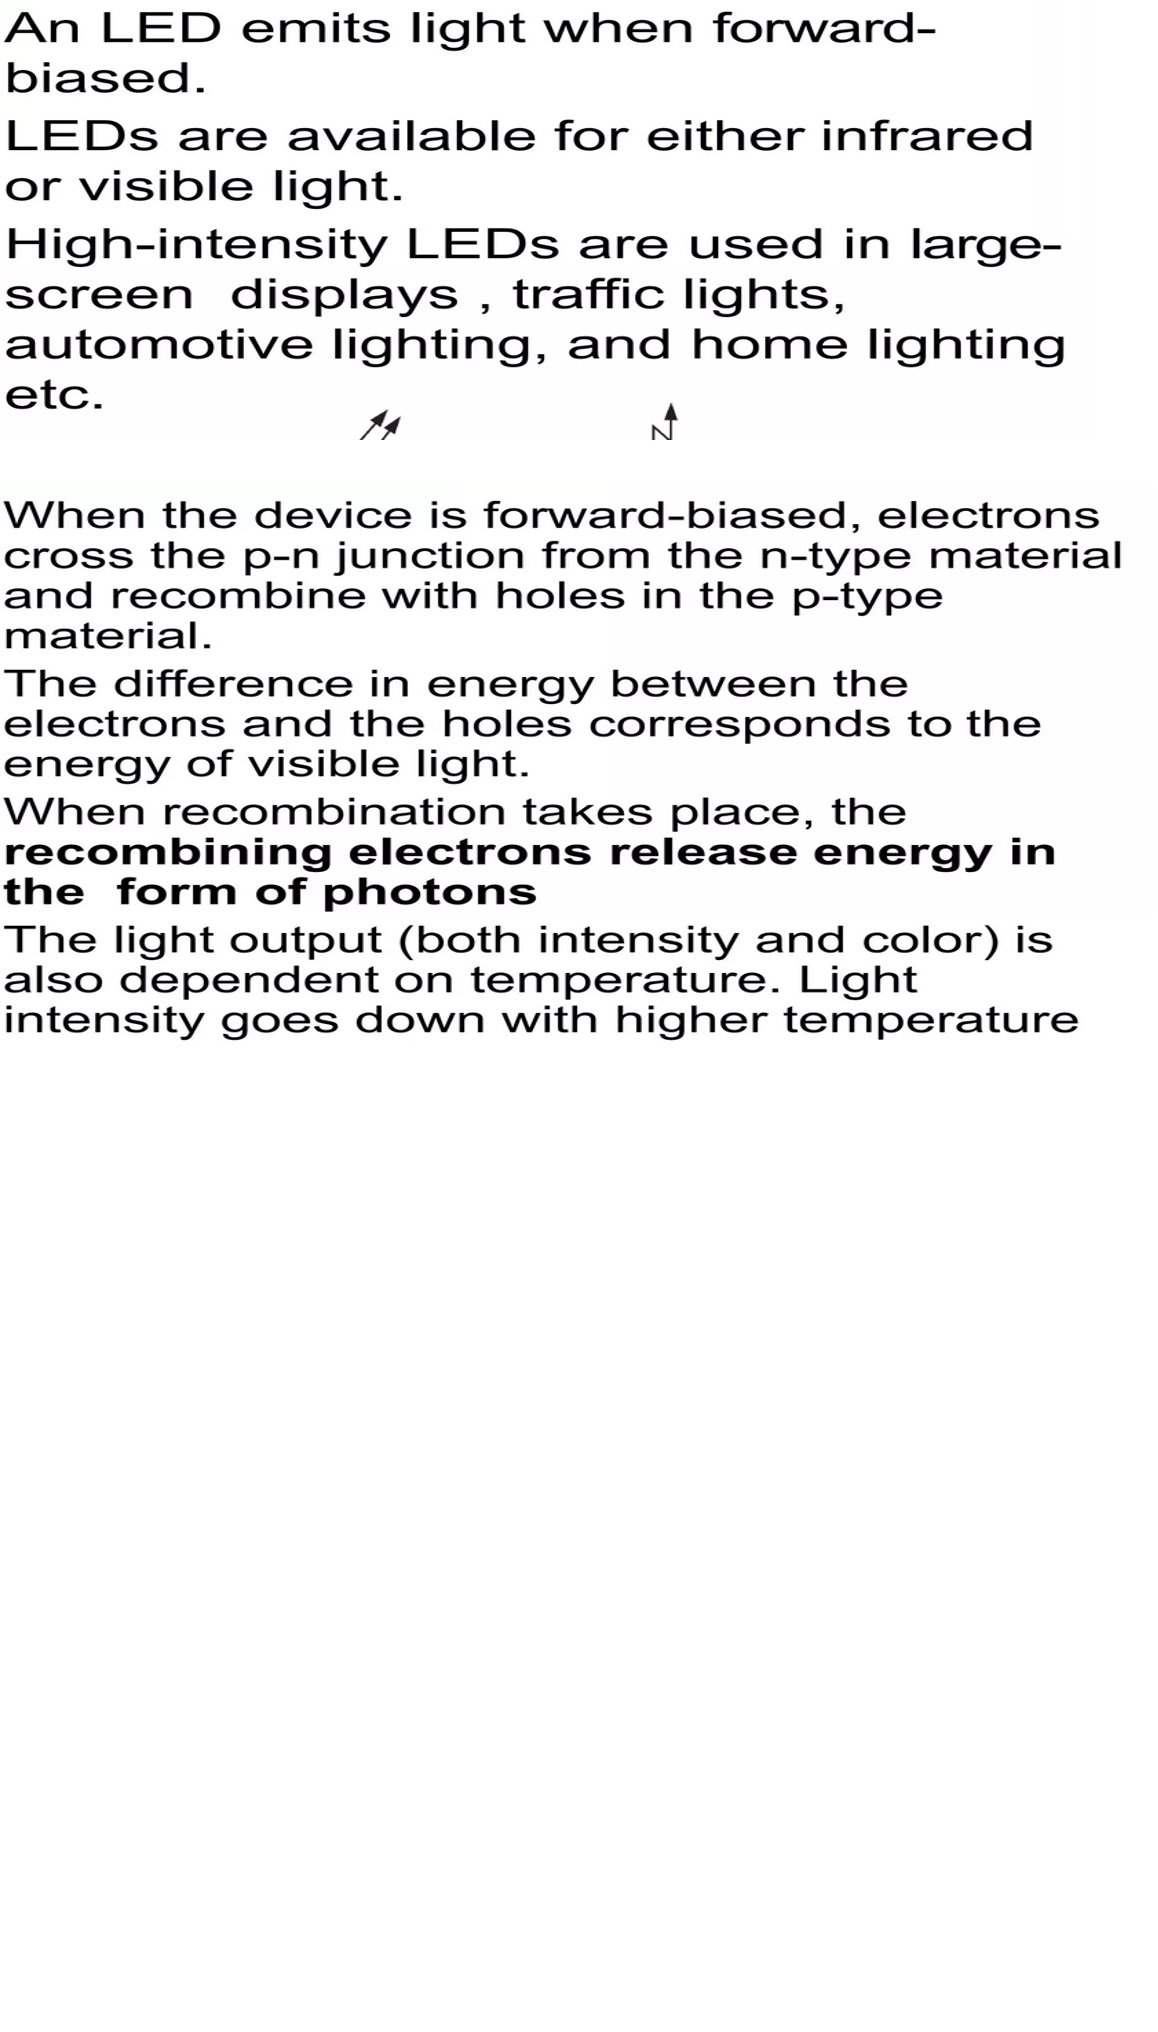 An LED emits light when forward-
biased.
LEDs are available for either infrared
or visible light.
High-intensity LEDs are used in large-
screen  displays , traffic lights,
automotive lighting, and home lighting
etc.
When the device is forward-biased, electrons
cross the p-n junction from the n-type material
and recombine with holes in the p-type
material.
The difference in energy between the
electrons and the holes corresponds to the
energy of visible light.
When recombination takes place, the
recombining electrons release energy in
the  form of photons
The light output (both intensity and color) is
also dependent on temperature. Light
intensity goes down with higher temperature